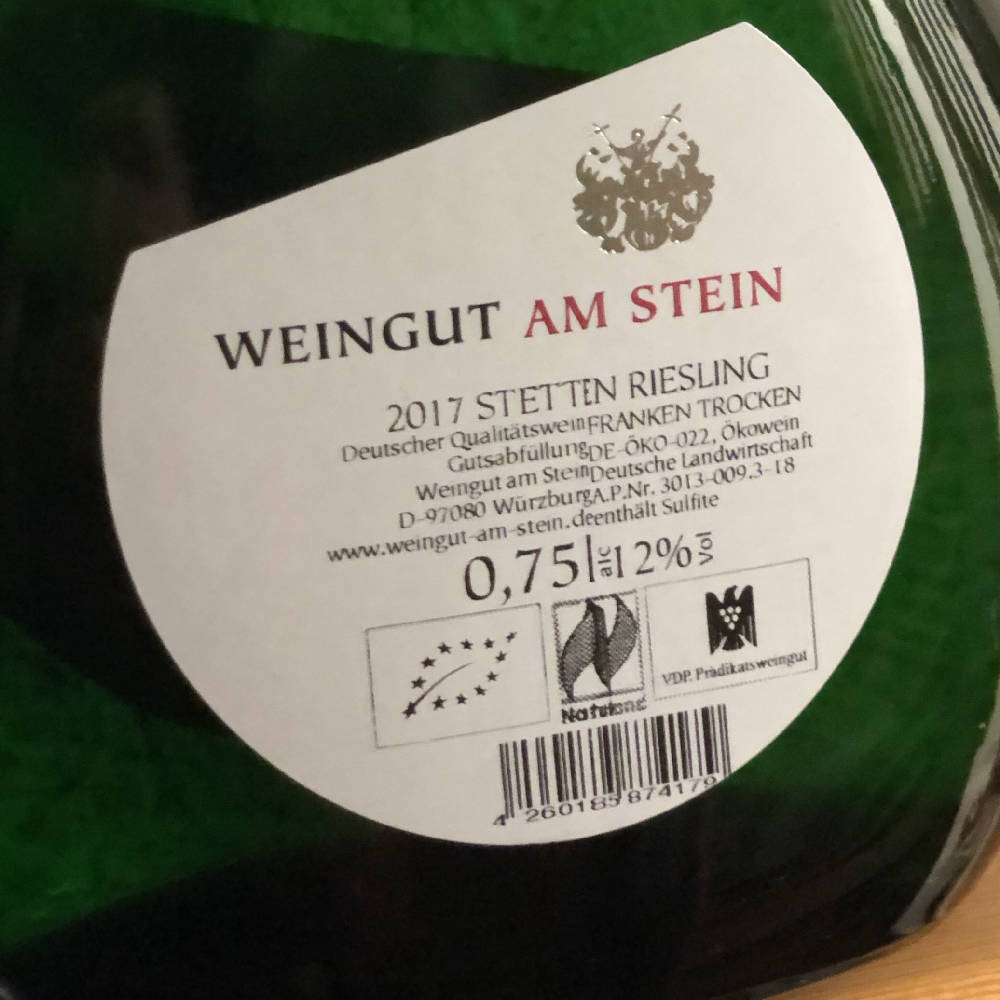 WEINGUT AM STEIN
2017 STETTEN RIESLING
Deutscher Qualitätswein FRANKEN TROCKEN
Gutsabfüllung DE-ÖKO-022, Ökowein
Weingut am Stein Deutsche Landwirtschaft
D-97080 Würzburg A.P.Nr. 3013-009.3-18
www.weingut-am-stein.de enthält Sulfite
0,75l alc 12% vol
Naturland
VDP. Prädikatsweingut
4 260185 874179